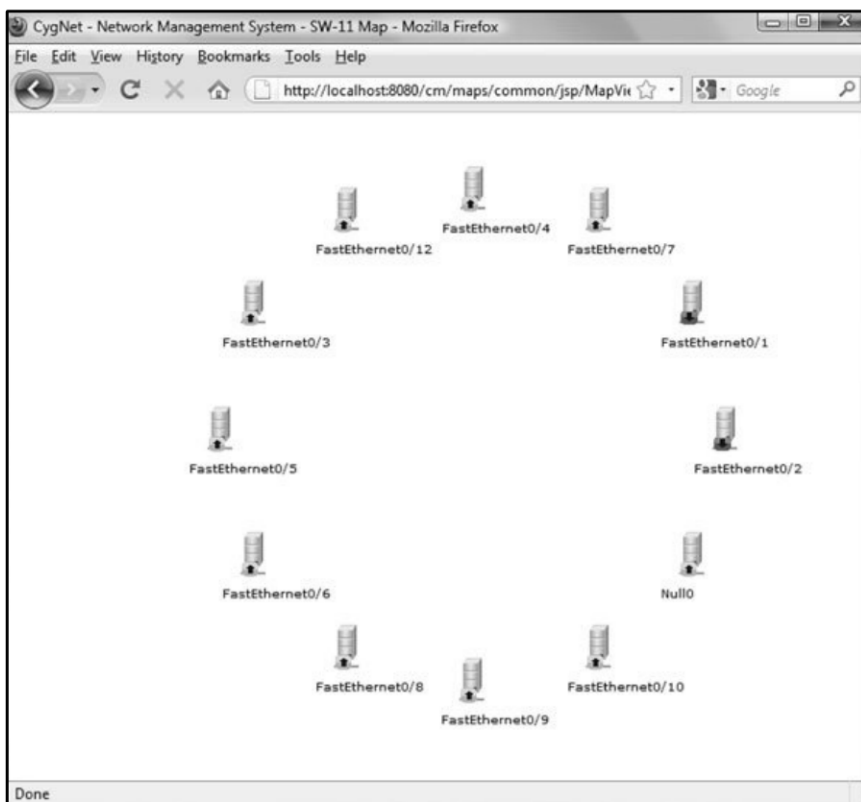 CygNet - Network Management System - SW-11 Map - Mozilla Firefox
File Edit View History Bookmarks Tools Help
http://localhost:8080/cm/maps/common/jsp/MapVie
Google
FastEthernet0/4
FastEthernet0/12
FastEthernet0/7
FastEthernet0/3
FastEthernet0/1
FastEthernet0/5
FastEthernet0/2
FastEthernet0/6
Null0
FastEthernet0/8
FastEthernet0/10
FastEthernet0/9
Done